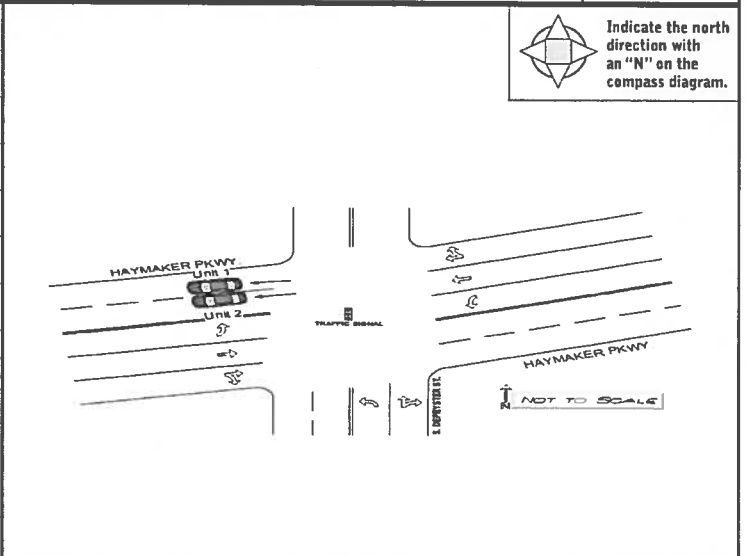 Indicate the north
direction with
an "N" on the
compass diagram.
HAYMAKER PKWY
Unit 1
Unit 2
TRAFFIC SIGNAL
HAYMAKER PKWY
S. DEPEYSTER ST.
N
NOT TO SCALE